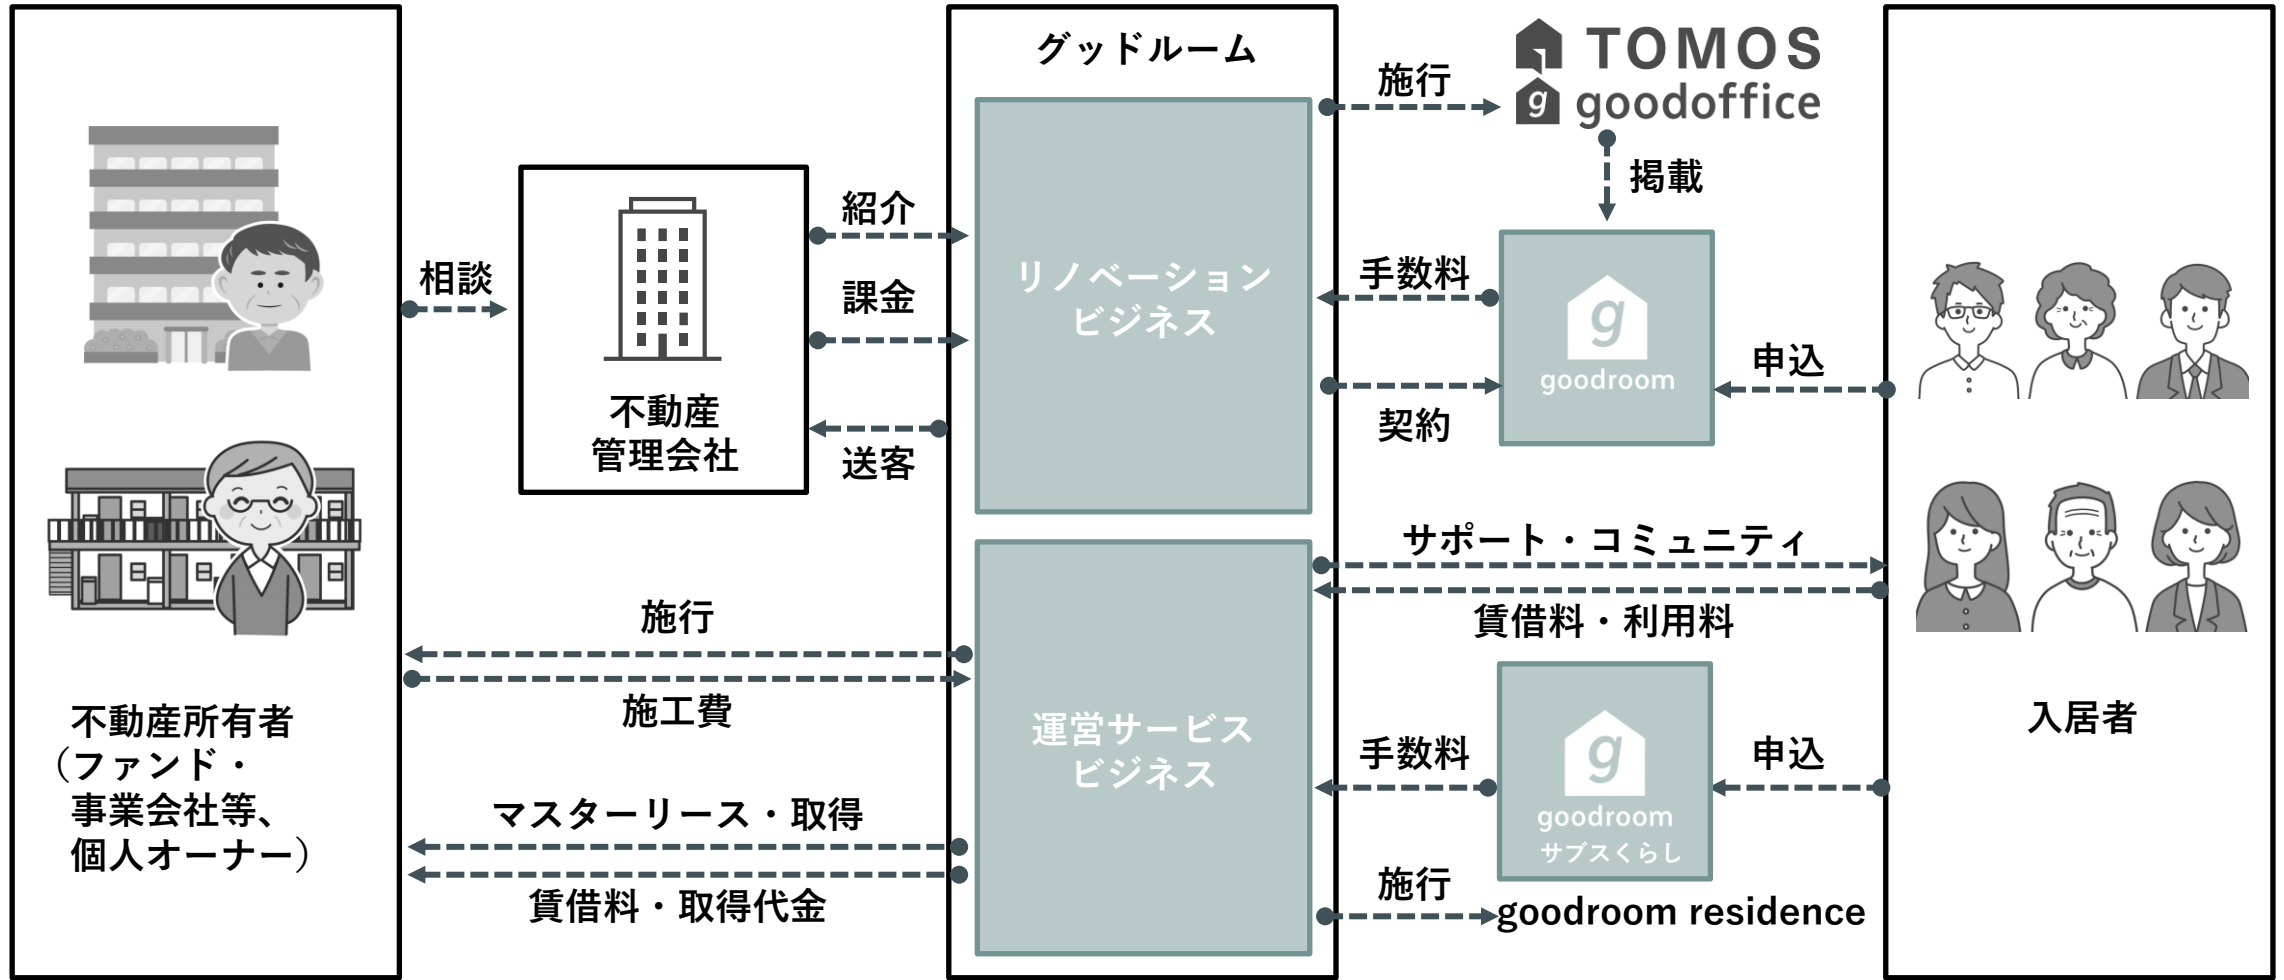 不動産所有者
（ファンド・
事業会社等、
個人オーナー）
相談
不動産
管理会社
紹介
課金
送客
施行
施工費
マスターリース・取得
賃借料・取得代金
グッドルーム
リノベーション
ビジネス
運営サービス
ビジネス
施行
TOMOS
g goodoffice
掲載
手数料
契約
g
goodroom
申込
サポート・コミュニティ
賃借料・利用料
手数料
g
goodroom
サブスくらし
申込
施行
goodroom residence
入居者